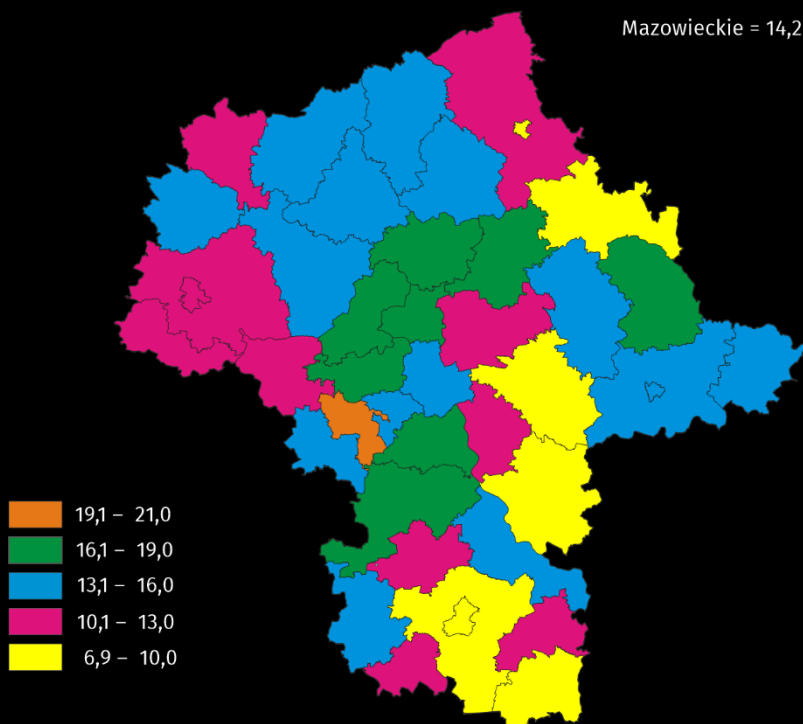 Mazowieckie = 14,2
19,1 – 21,0
16,1 – 19,0
13,1 – 16,0
10,1 – 13,0
6,9 – 10,0